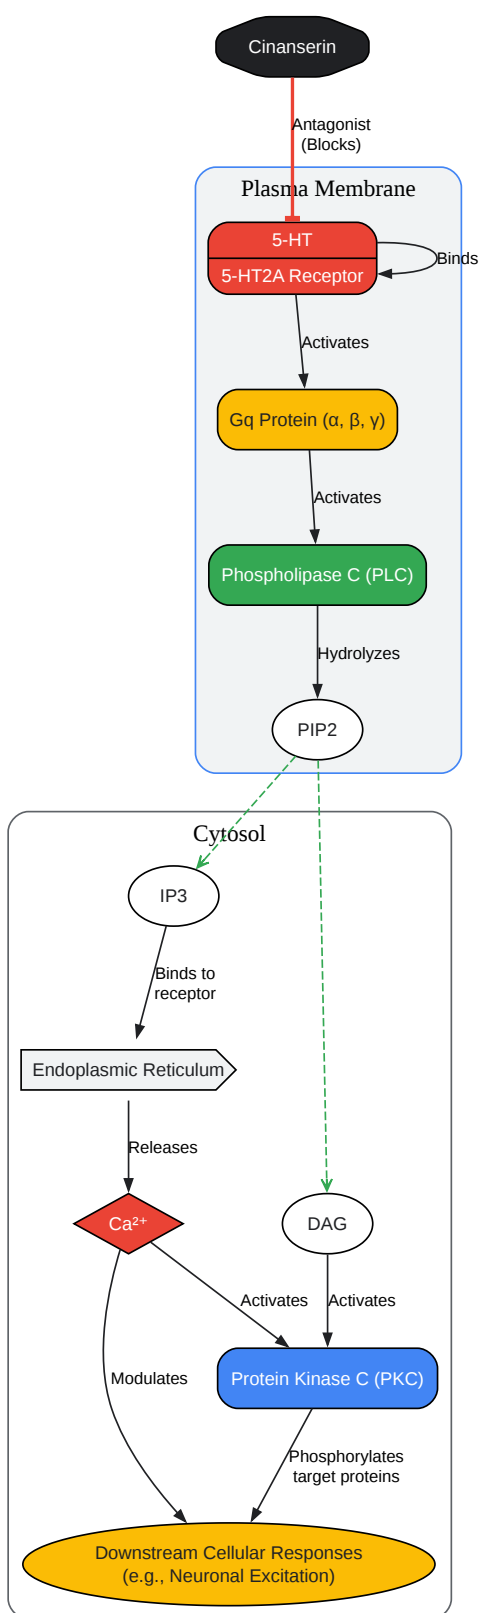 Cinanserin
Antagonist
(Blocks)
Plasma Membrane
5-HT
5-HT2A Receptor
Binds
Activates
Gq Protein (α, β, γ)
Activates
Phospholipase C (PLC)
Hydrolyzes
PIP2
Cytosol
IP3
Binds to
receptor
Endoplasmic Reticulum
Releases
Ca²⁺
DAG
Activates
Activates
Modulates
Protein Kinase C (PKC)
Phosphorylates
target proteins
Downstream Cellular Responses
(e.g., Neuronal Excitation)